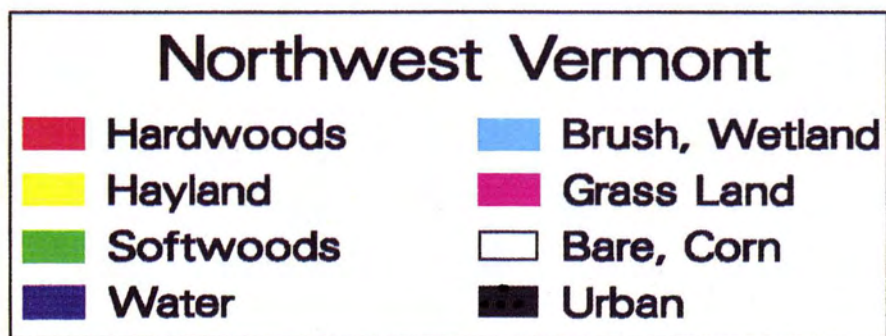 Northwest Vermont
Hardwoods
Hayland
Softwoods
Water
Brush, Wetland
Grass Land
Bare, Corn
Urban